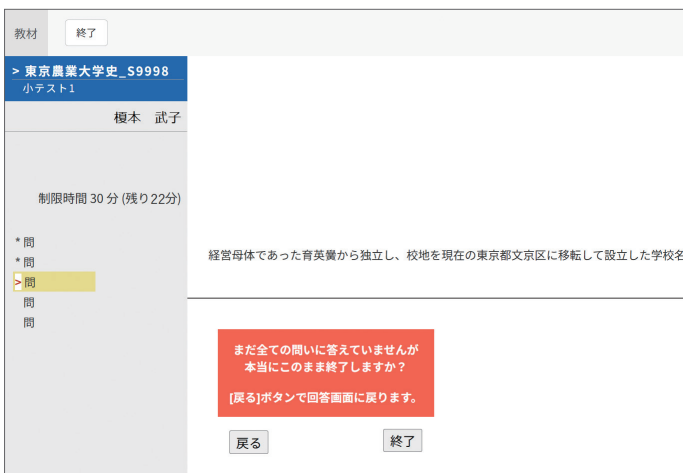 教材
終了
> 東京農業大学史_S9998
小テスト1
榎本 武子
制限時間 30 分 (残り22分)
* 問
* 問
>問
問
問
経営母体であった育英黌から独立し、校地を現在の東京都文京区に移転して設立した学校名
まだ全ての問いに答えていませんが
本当にこのまま終了しますか？
[戻る]ボタンで回答画面に戻ります。
戻る
終了